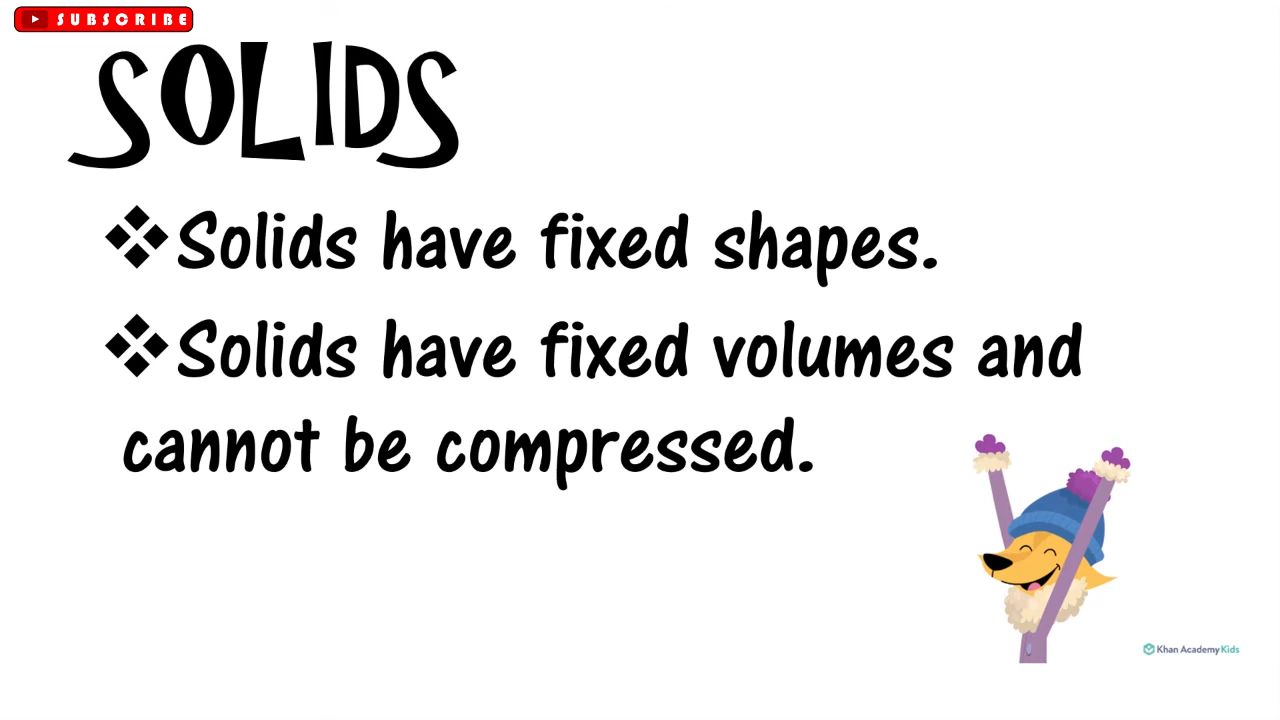 SUBSCRIBE
SOLIDS
❖Solids have fixed shapes.
❖Solids have fixed volumes and
cannot be compressed.
Khan Academy Kids